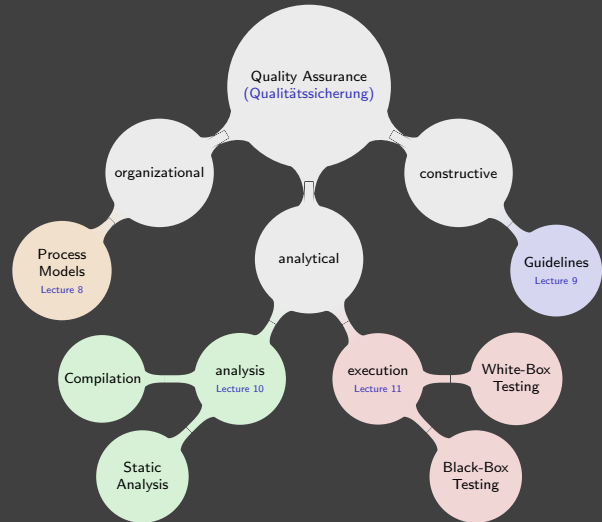 Quality Assurance
(Qualitätssicherung)
organizational
constructive
Process
Models
Lecture 8
analytical
Guidelines
Lecture 9
Compilation
analysis
Lecture 10
execution
Lecture 11
White-Box
Testing
Static
Analysis
Black-Box
Testing